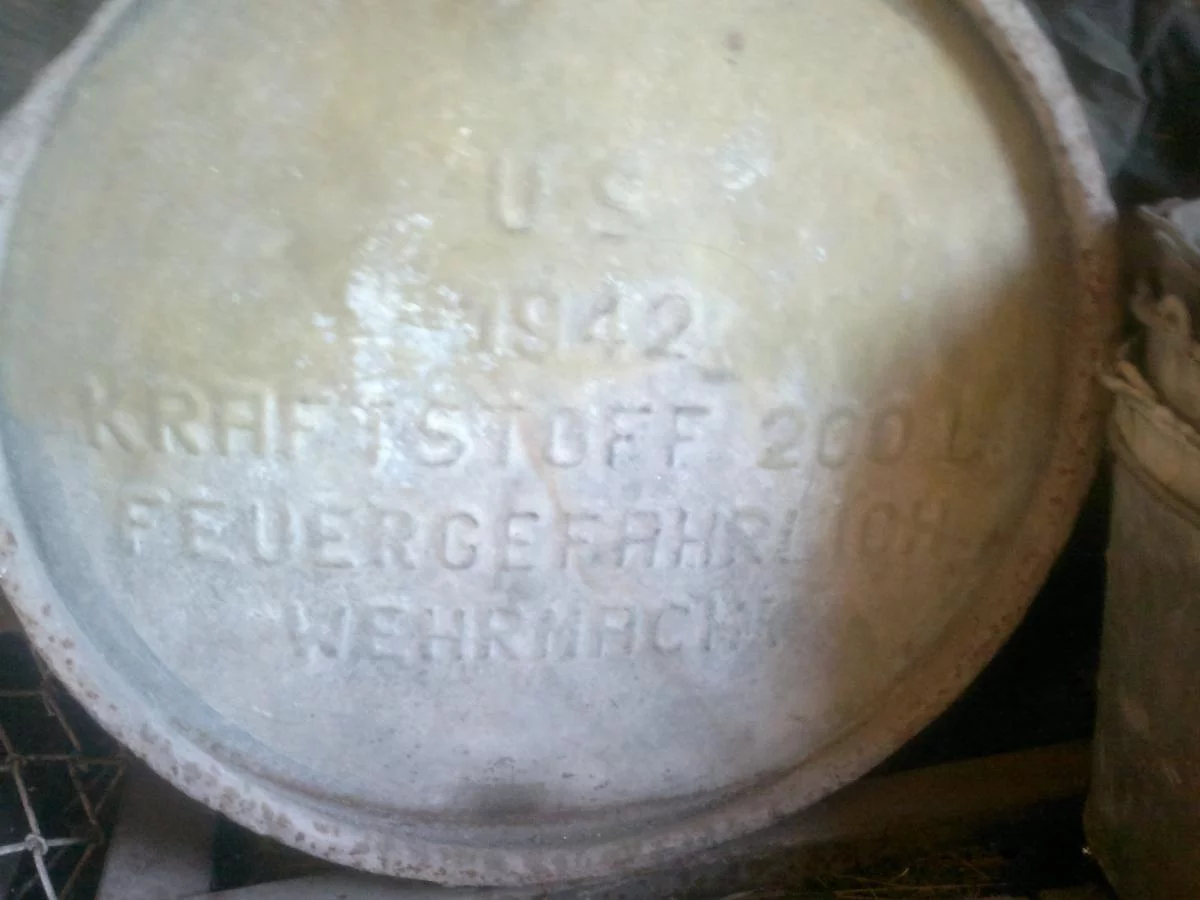 US
1942
KRAFTSTOFF 200 L
FEUERGEFÄHRLICH
WEHRMACHT